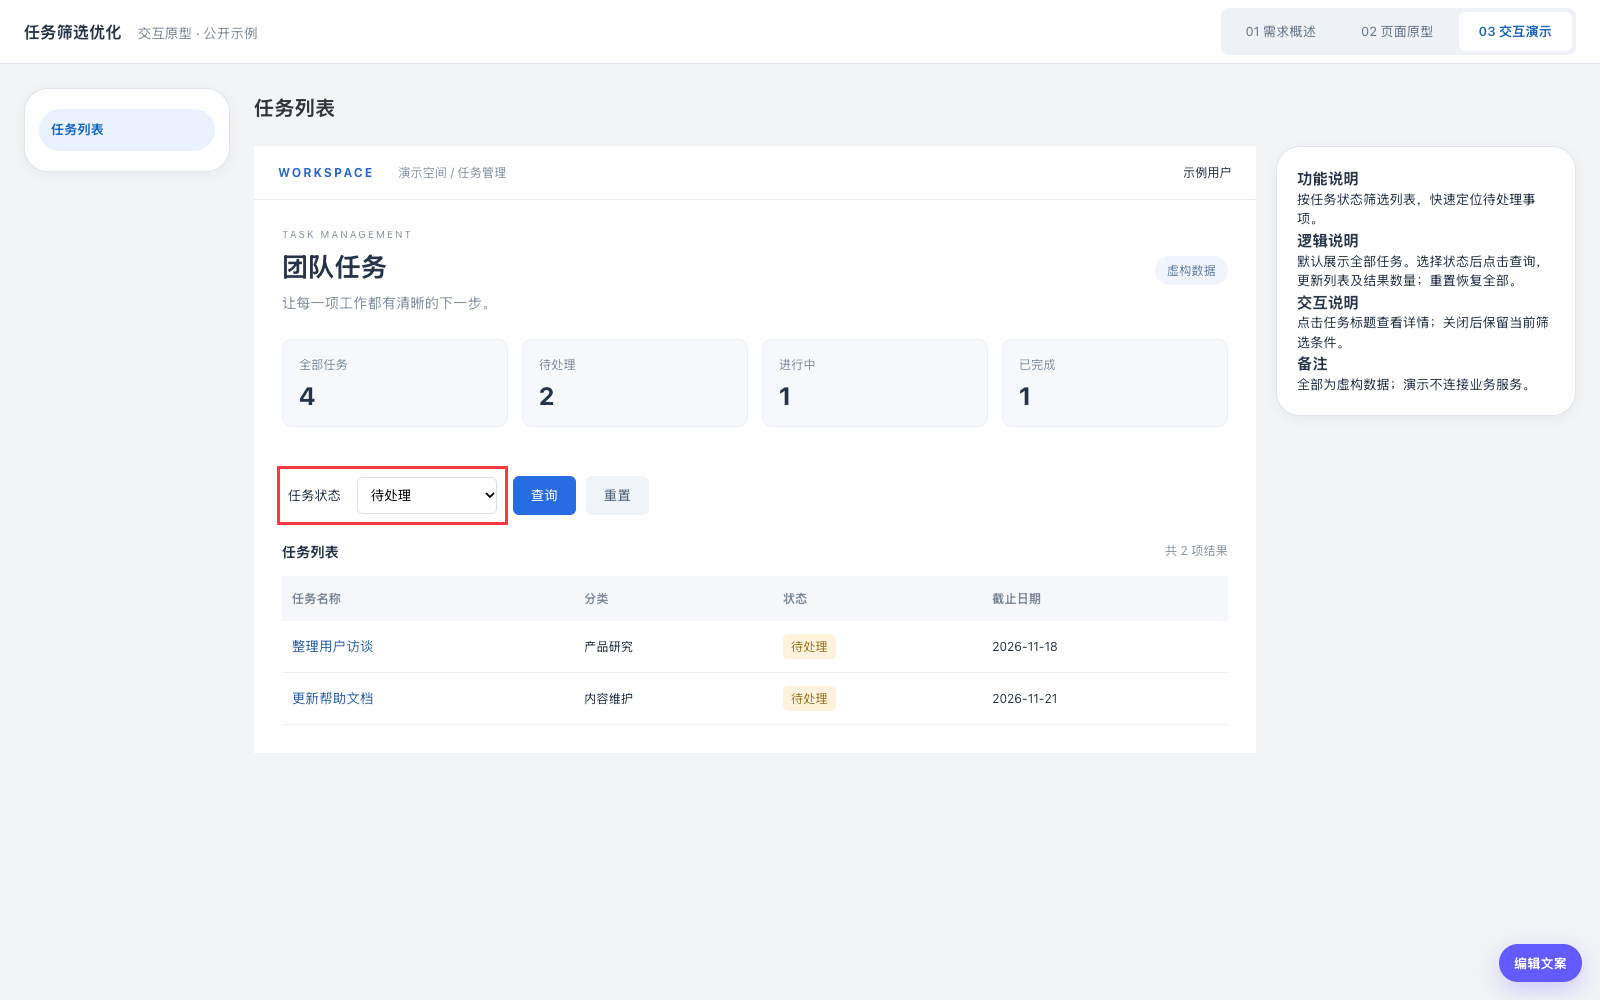 任务筛选优化 交互原型 · 公开示例
01 需求概述 02 页面原型 03 交互演示
任务列表
任务列表
WORKSPACE 演示空间 / 任务管理 示例用户
TASK MANAGEMENT
团队任务
虚构数据
让每一项工作都有清晰的下一步。
全部任务 待处理 进行中 已完成
4 2 1 1
任务状态 待处理 查询 重置
任务列表 共 2 项结果
任务名称 分类 状态 截止日期
整理用户访谈 产品研究 待处理 2026-11-18
更新帮助文档 内容维护 待处理 2026-11-21
功能说明
按任务状态筛选列表，快速定位待处理事
项。
逻辑说明
默认展示全部任务。选择状态后点击查询，
更新列表及结果数量；重置恢复全部。
交互说明
点击任务标题查看详情；关闭后保留当前筛
选条件。
备注
全部为虚构数据；演示不连接业务服务。
编辑文案